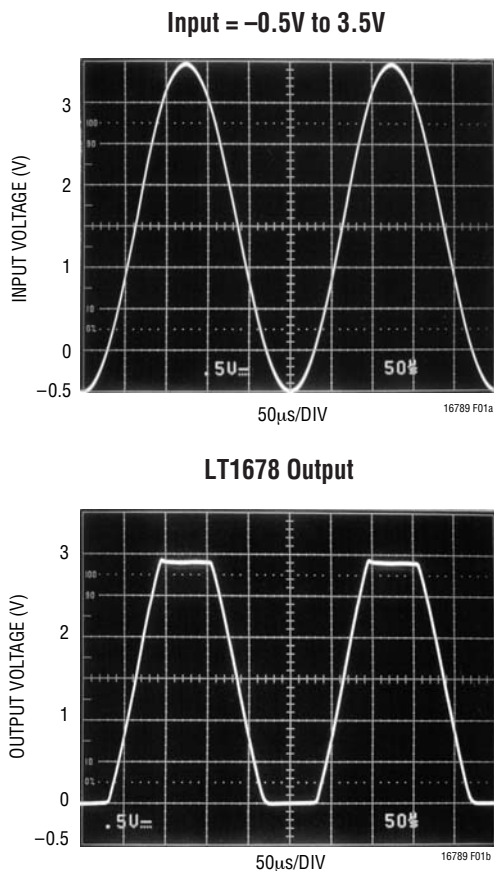 Input = –0.5V to 3.5V
INPUT VOLTAGE (V)
3
2
1
0
–0.5
100
90
10
0%
.5V
50µs
50µs/DIV
16789 F01a
LT1678 Output
OUTPUT VOLTAGE (V)
3
2
1
0
–0.5
100
90
10
0%
.5V
50µs
50µs/DIV
16789 F01b